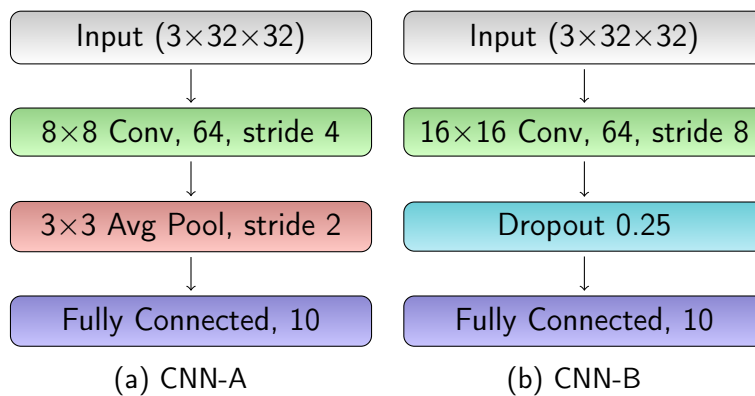 Input (3×32×32)
8×8 Conv, 64, stride 4
3×3 Avg Pool, stride 2
Fully Connected, 10
(a) CNN-A
Input (3×32×32)
16×16 Conv, 64, stride 8
Dropout 0.25
Fully Connected, 10
(b) CNN-B